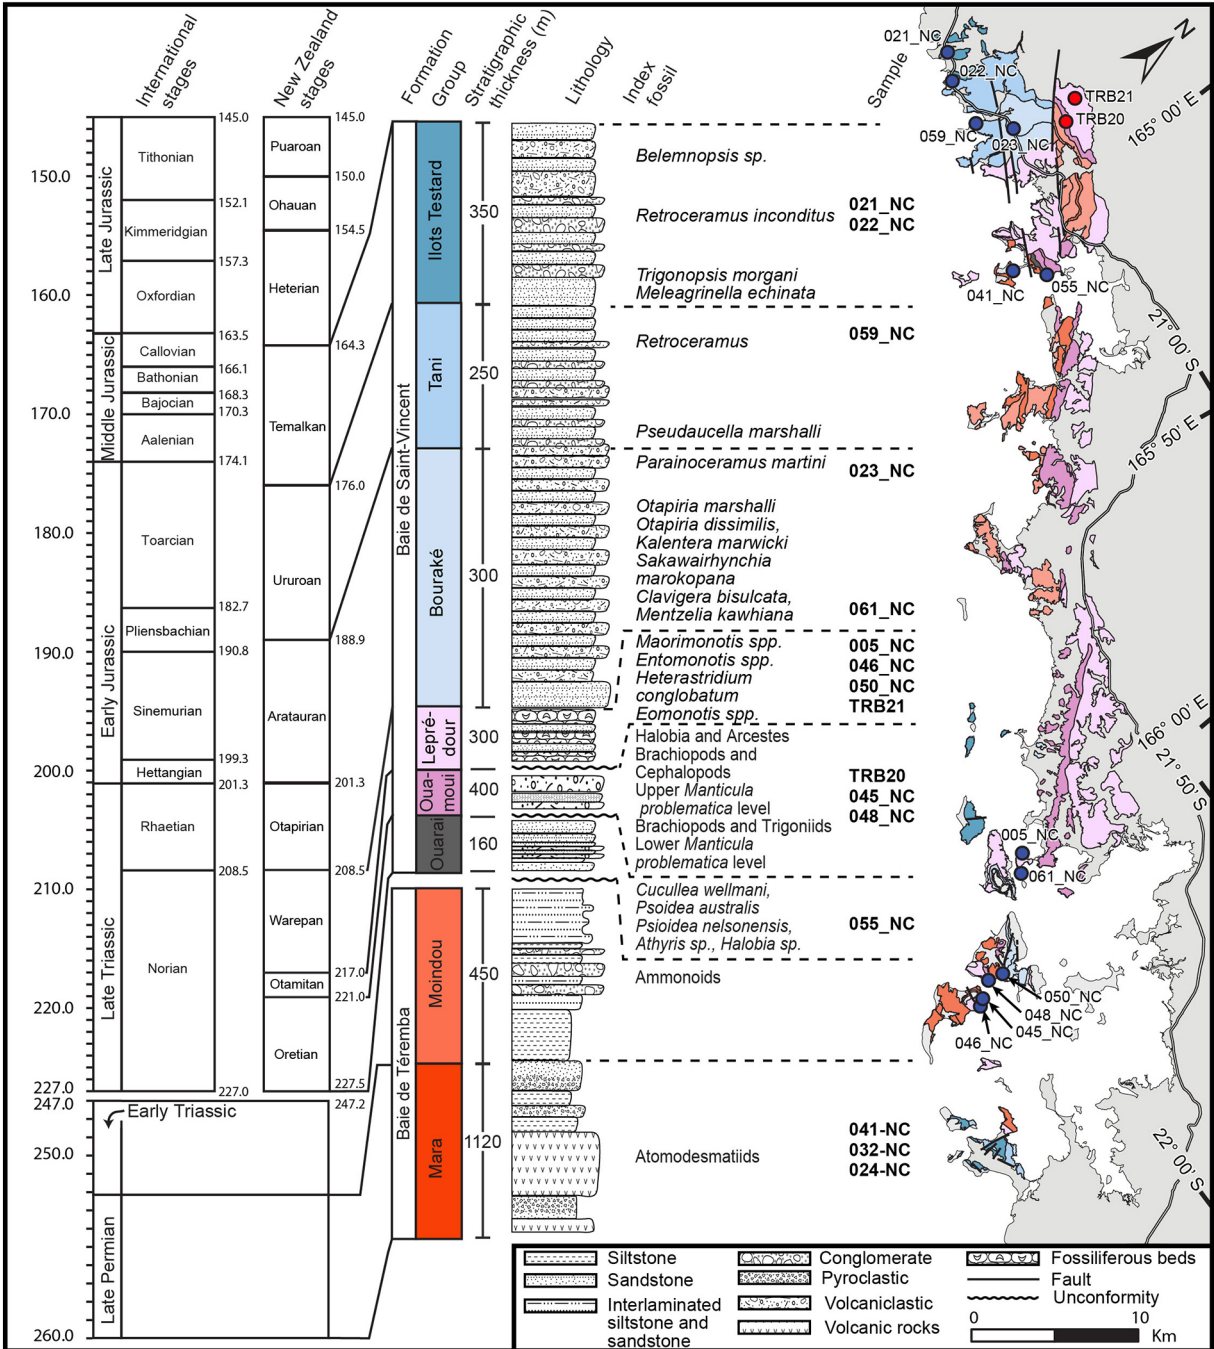 International
stages
New Zealand
stages
Formation
Group
Stratigraphic
thickness (m)
Lithology
Index
fossil
Sample
150.0
160.0
170.0
180.0
190.0
200.0
210.0
220.0
227.0
247.0
250.0
260.0
Late Jurassic
Middle Jurassic
Early Jurassic
Late Triassic
Early Triassic
Late Permian
Tithonian
Kimmeridgian
Oxfordian
Callovian
Bathonian
Bajocian
Aalenian
Toarcian
Pliensbachian
Sinemurian
Hettangian
Rhaetian
Norian
145.0
152.1
157.3
163.5
166.1
168.3
170.3
174.1
182.7
190.8
199.3
201.3
208.5
227.0
Puaroan
Ohauan
Heterian
Temalkan
Ururoan
Aratauran
Otapirian
Warepan
Otamitan
Oretian
145.0
150.0
154.5
164.3
176.0
188.9
201.3
208.5
217.0
221.0
227.5
247.2
Baie de Saint-Vincent
Baie de Téremba
Ilots Testard
Tani
Bouraké
Lepré-
dour
Oua-
moui
Ouarai
Moindou
Mara
350
250
300
300
400
160
450
1120
Belemnopsis sp.
Retroceramus inconditus
Trigonopsis morgani
Meleagrinella echinata
Retroceramus
Pseudaucella marshalli
Parainoceramus martini
Otapiria marshalli
Otapiria dissimilis,
Kalentera marwicki
Sakawairhynchia
marokopana
Clavigera bisulcata,
Mentzelia kawhiana
Maorimonotis spp.
Entomonotis spp.
Heterastridium
conglobatum
Eomonotis spp.
Halobia and Arcestes
Brachiopods and
Cephalopods
Upper Manticula
problematica level
Brachiopods and Trigoniids
Lower Manticula
problematica level
Cucullea wellmani,
Psoidea australis
Psioidea nelsonensis,
Athyris sp., Halobia sp.
Ammonoids
Atomodesmatiids
021_NC
022_NC
059_NC
023_NC
061_NC
005_NC
046_NC
050_NC
TRB21
TRB20
045_NC
048_NC
055_NC
041-NC
032-NC
024-NC
021_NC
022_NC
059_NC
023_NC
TRB21
TRB20
041_NC
055_NC
005_NC
061_NC
050_NC
048_NC
045_NC
046_NC
N
165° 00' E
21° 00' S
165° 50' E
166° 00' E
21° 50' S
22° 00' S
Siltstone
Sandstone
Interlaminated
siltstone and
sandstone
Conglomerate
Pyroclastic
Volcaniclastic
Volcanic rocks
Fossiliferous beds
Fault
Unconformity
0 10
Km